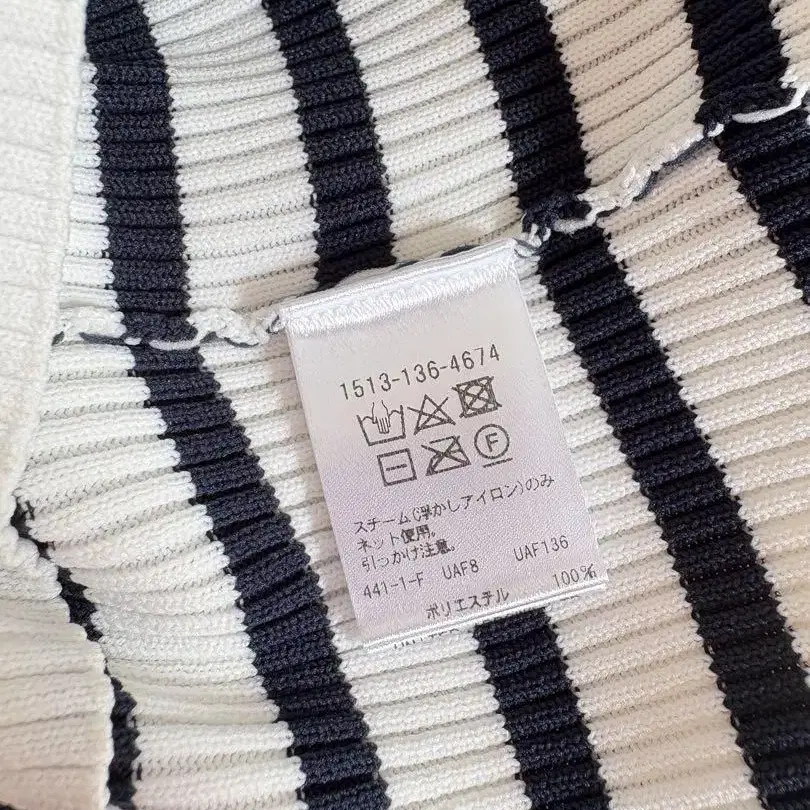 1513-136-4674
F
スチーム(浮かしアイロン)のみ
ネット使用。
引っかけ注意。
441-1-F UAF8 UAF136
ポリエステル 100%